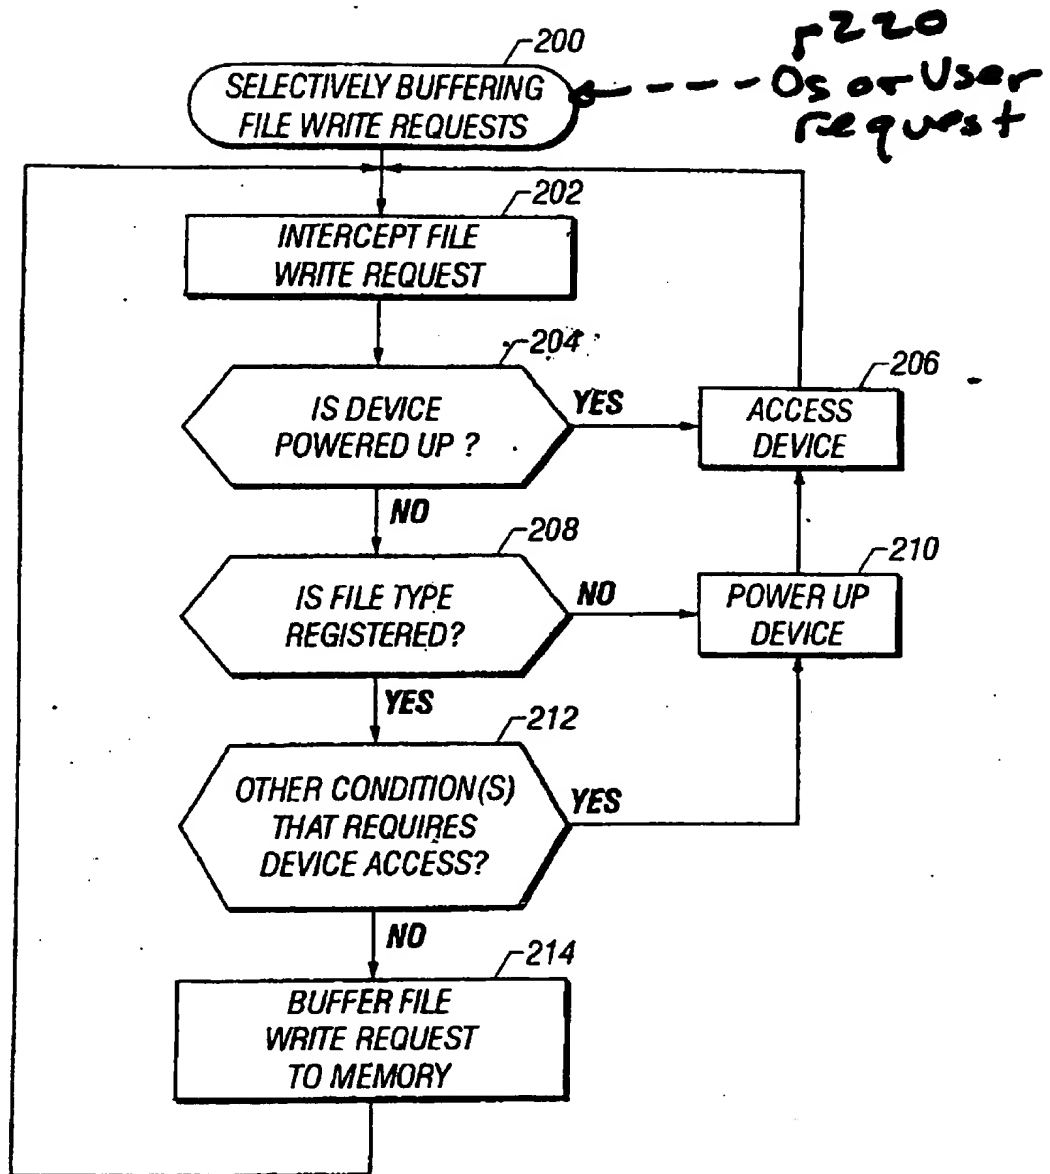 200
SELECTIVELY BUFFERING
FILE WRITE REQUESTS
220
Os or User
request
202
INTERCEPT FILE
WRITE REQUEST
204
IS DEVICE
POWERED UP ?
YES
206
ACCESS
DEVICE
NO
208
IS FILE TYPE
REGISTERED?
NO
210
POWER UP
DEVICE
YES
212
OTHER CONDITION(S)
THAT REQUIRES
DEVICE ACCESS?
YES
NO
214
BUFFER FILE
WRITE REQUEST
TO MEMORY